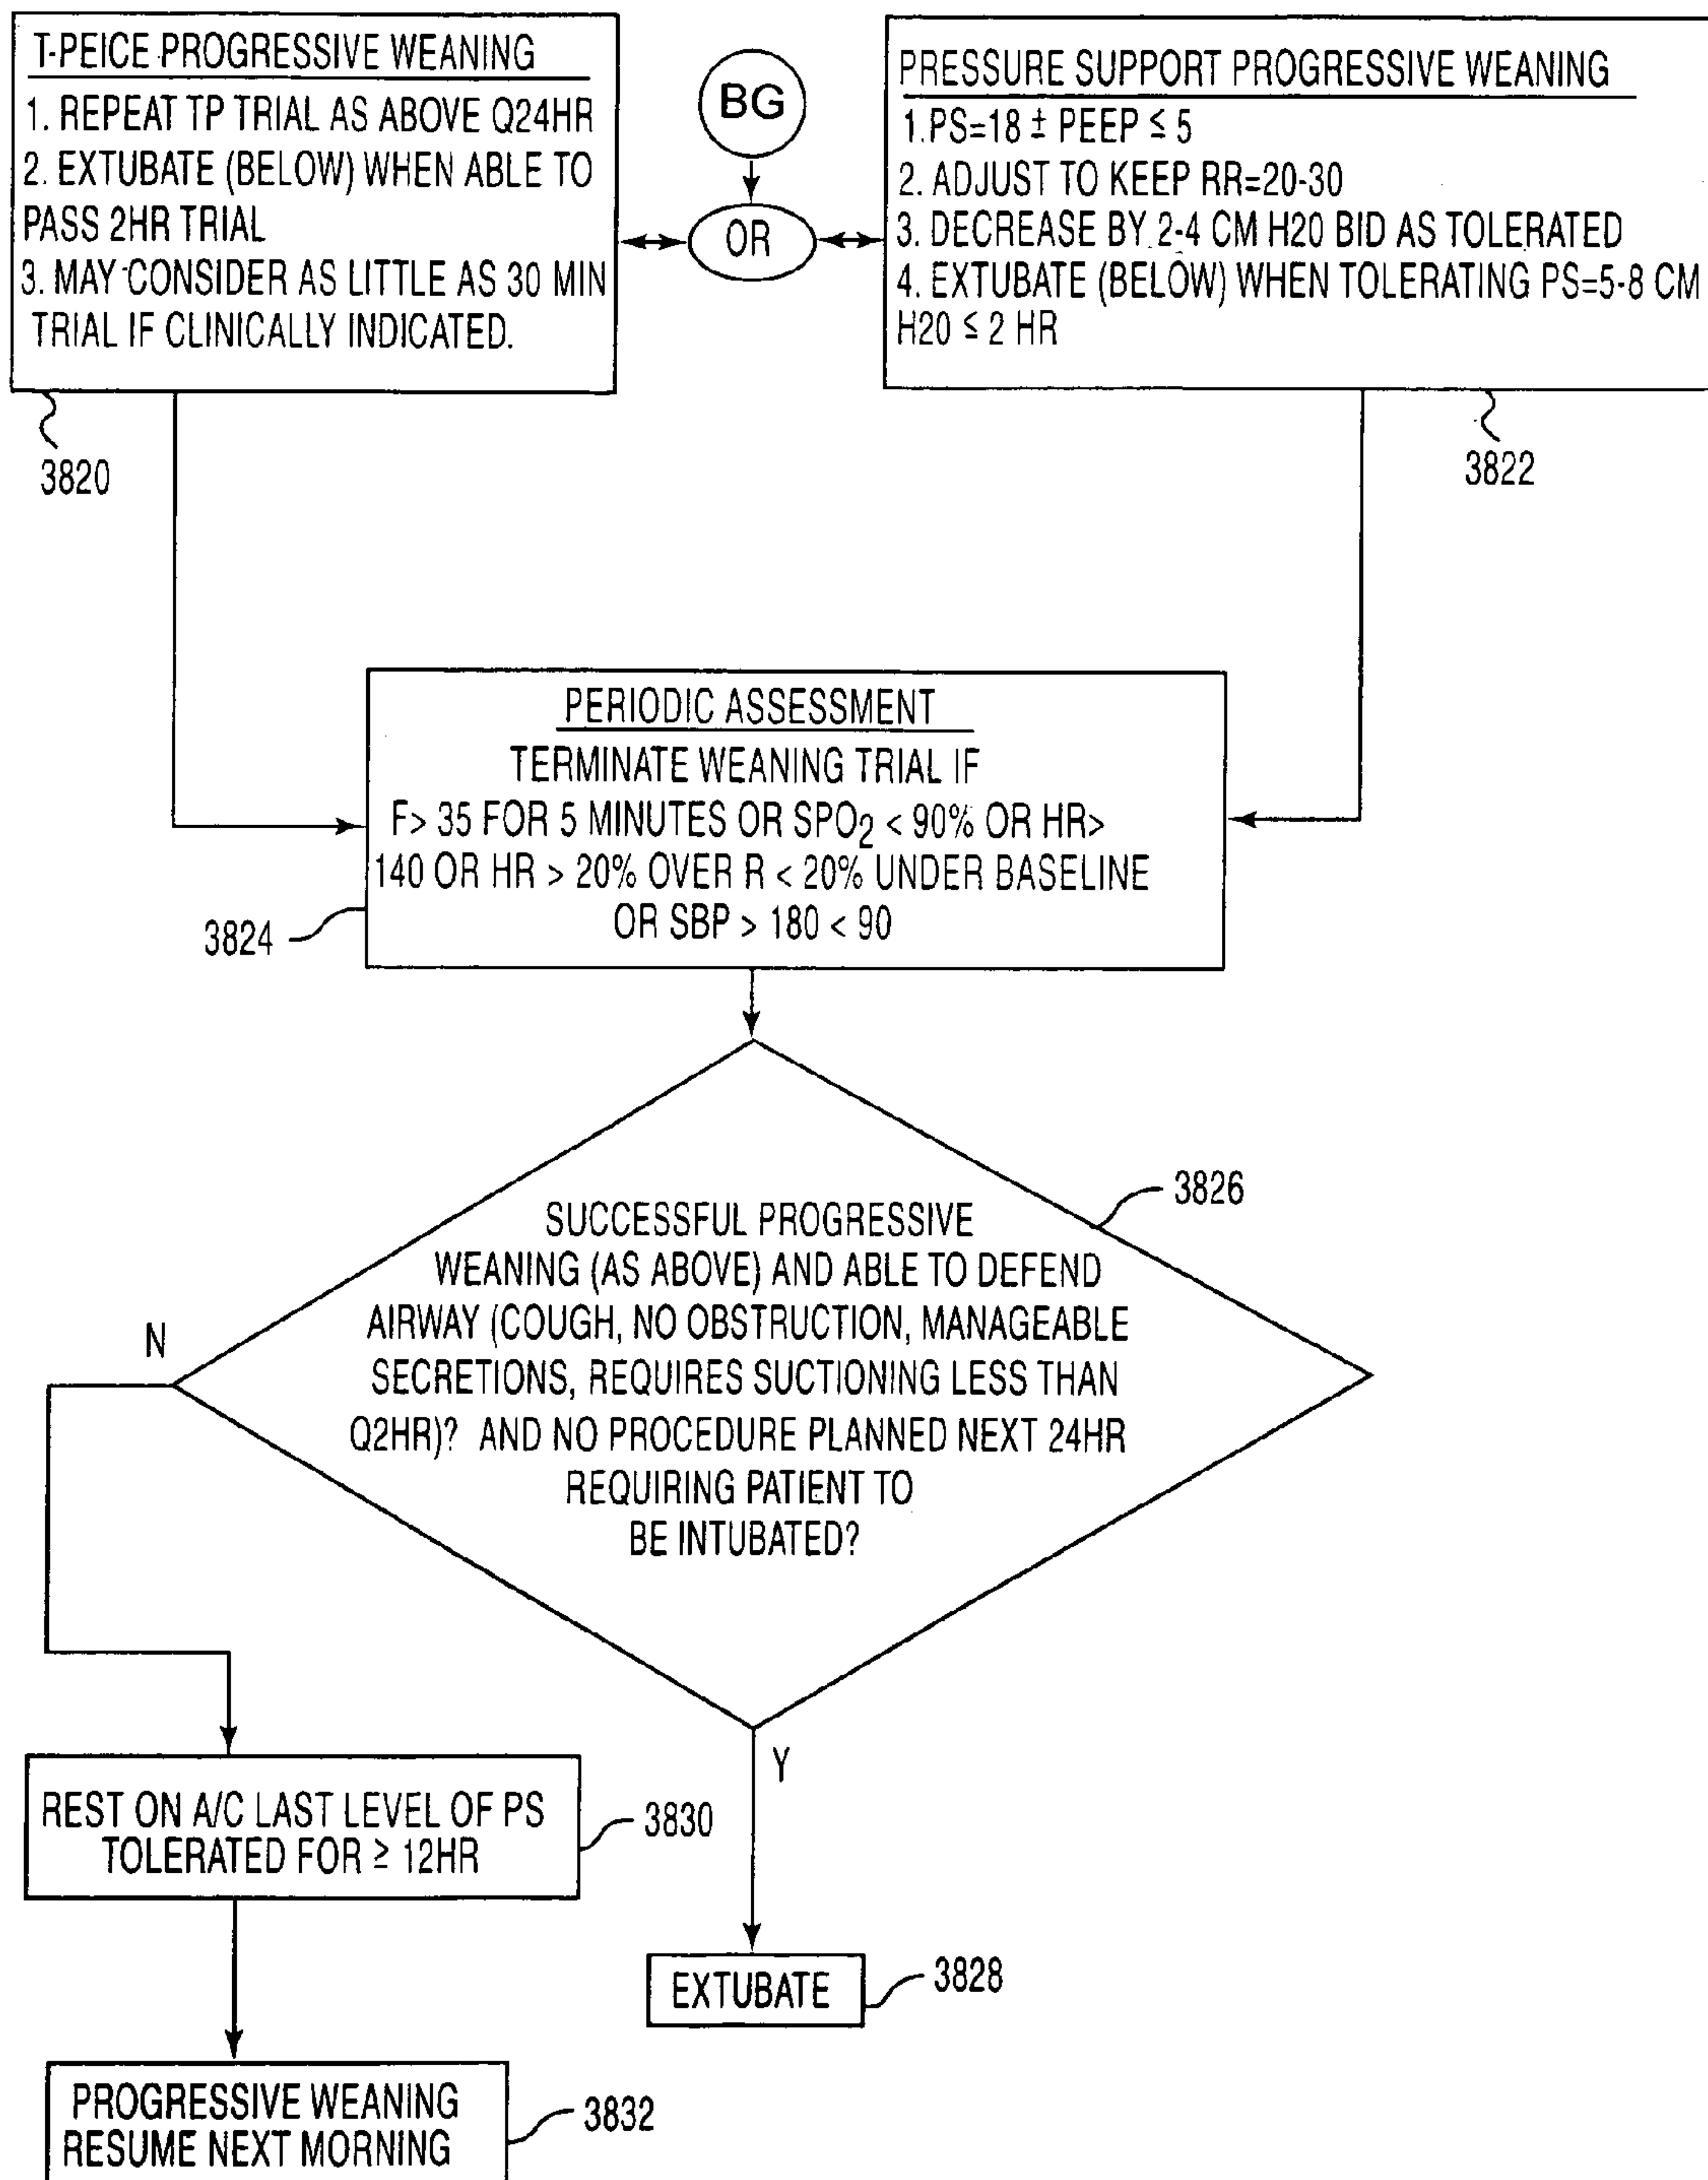 T-PEICE PROGRESSIVE WEANING
1. REPEAT TP TRIAL AS ABOVE Q24HR
2. EXTUBATE (BELOW) WHEN ABLE TO
PASS 2HR TRIAL
3. MAY CONSIDER AS LITTLE AS 30 MIN
TRIAL IF CLINICALLY INDICATED.
3820
BG
OR
PRESSURE SUPPORT PROGRESSIVE WEANING
1.PS=18 ± PEEP ≤ 5
2. ADJUST TO KEEP RR=20-30
3. DECREASE BY 2-4 CM H20 BID AS TOLERATED
4. EXTUBATE (BELOW) WHEN TOLERATING PS=5-8 CM
H20 ≤ 2 HR
3822
PERIODIC ASSESSMENT
TERMINATE WEANING TRIAL IF
F> 35 FOR 5 MINUTES OR SPO₂ < 90% OR HR>
140 OR HR > 20% OVER R < 20% UNDER BASELINE
OR SBP > 180 < 90
3824
3826
SUCCESSFUL PROGRESSIVE
WEANING (AS ABOVE) AND ABLE TO DEFEND
AIRWAY (COUGH, NO OBSTRUCTION, MANAGEABLE
SECRETIONS, REQUIRES SUCTIONING LESS THAN
Q2HR)? AND NO PROCEDURE PLANNED NEXT 24HR
REQUIRING PATIENT TO
BE INTUBATED?
N
Y
REST ON A/C LAST LEVEL OF PS
TOLERATED FOR ≥ 12HR
3830
EXTUBATE
3828
PROGRESSIVE WEANING
RESUME NEXT MORNING
3832